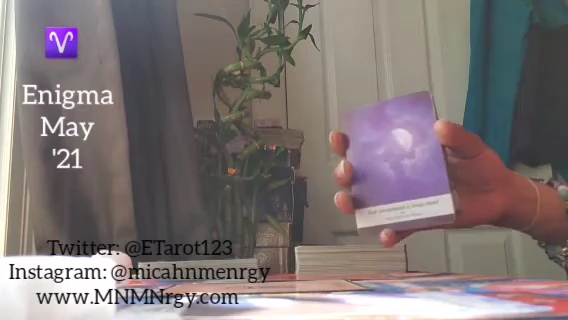 ♈
Enigma
May
'21
Twitter: @ETarot123
Instagram: @micahnmenrgy
www.MNMNrgy.com